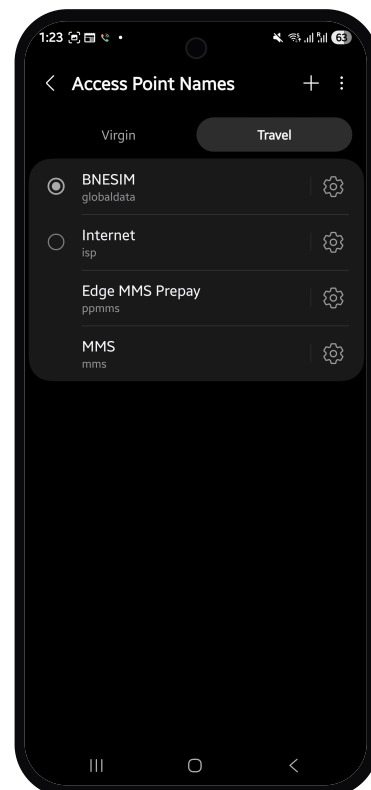 1:23 63
Access Point Names
Virgin Travel
BNESIM
globaldata
Internet
isp
Edge MMS Prepay
ppmms
MMS
mms